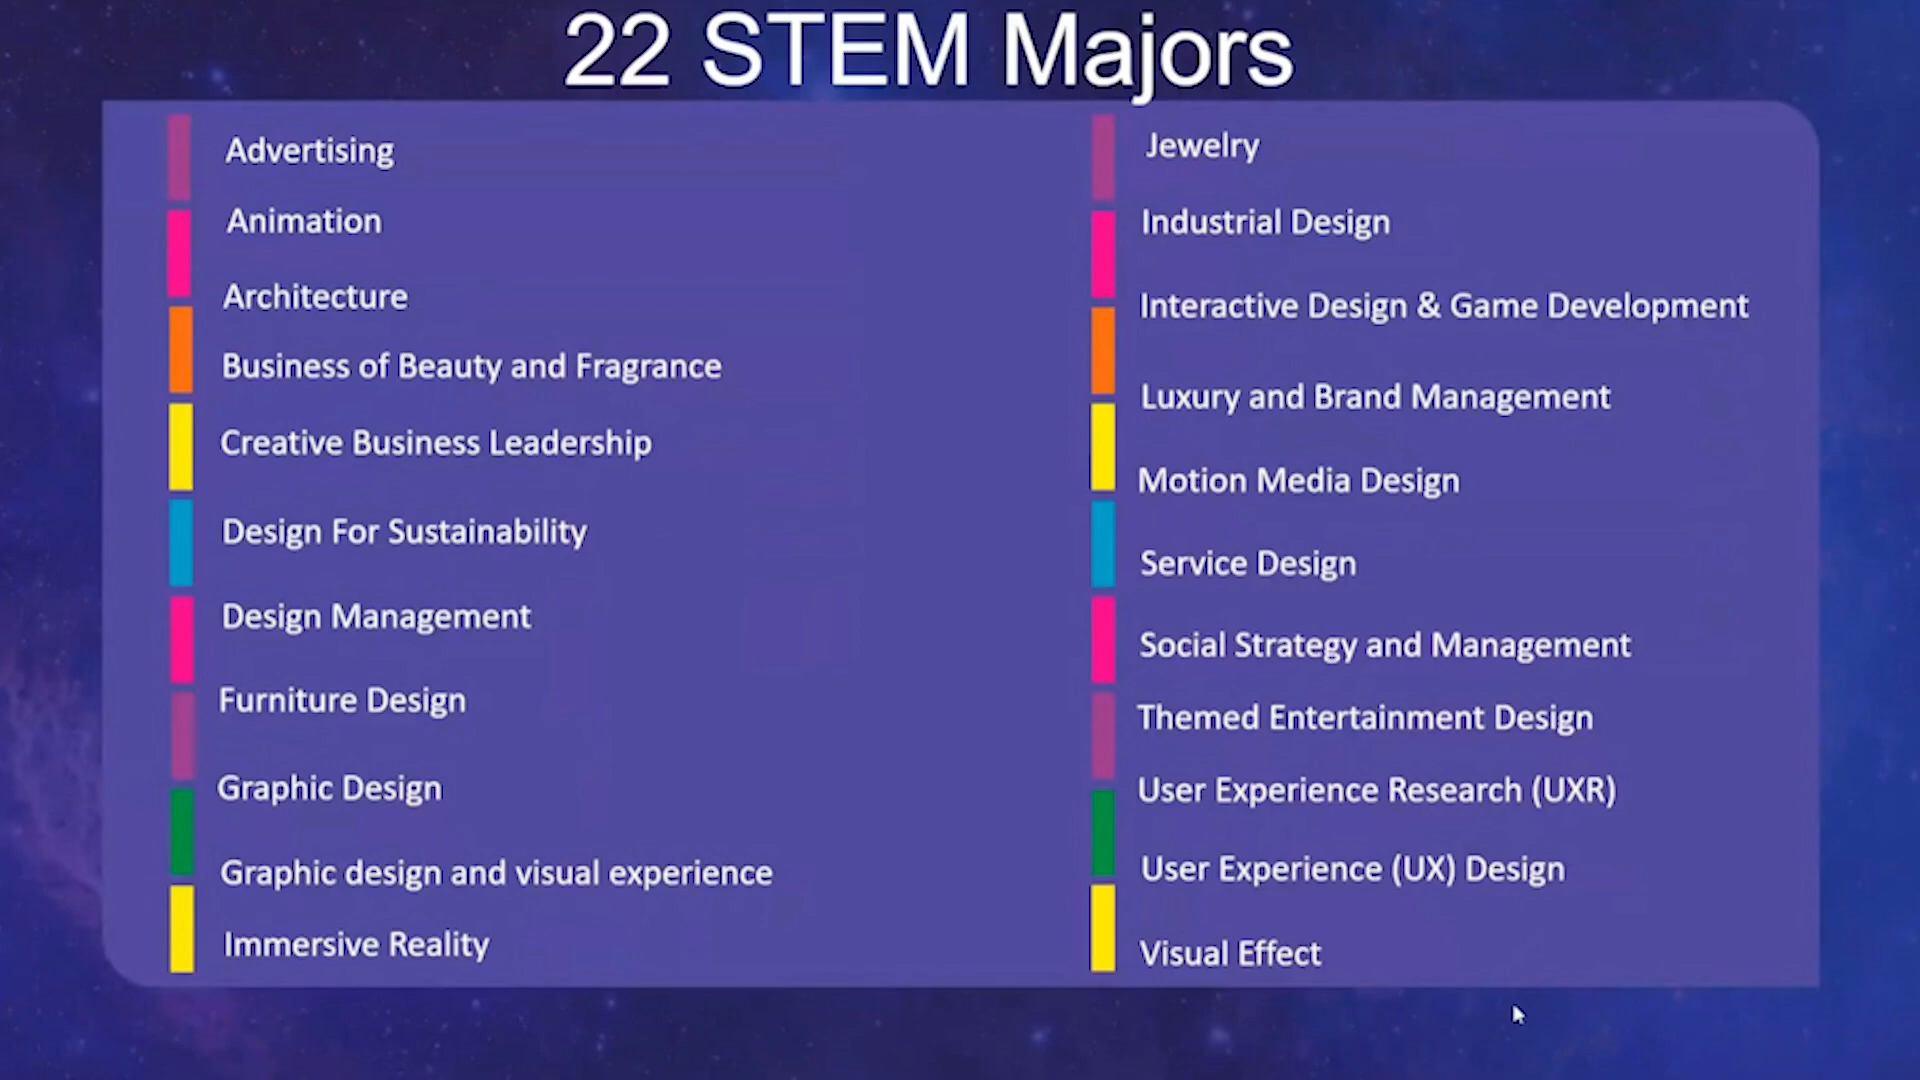 22 STEM Majors
Advertising
Animation
Architecture
Business of Beauty and Fragrance
Creative Business Leadership
Design For Sustainability
Design Management
Furniture Design
Graphic Design
Graphic design and visual experience
Immersive Reality
Jewelry
Industrial Design
Interactive Design & Game Development
Luxury and Brand Management
Motion Media Design
Service Design
Social Strategy and Management
Themed Entertainment Design
User Experience Research (UXR)
User Experience (UX) Design
Visual Effect